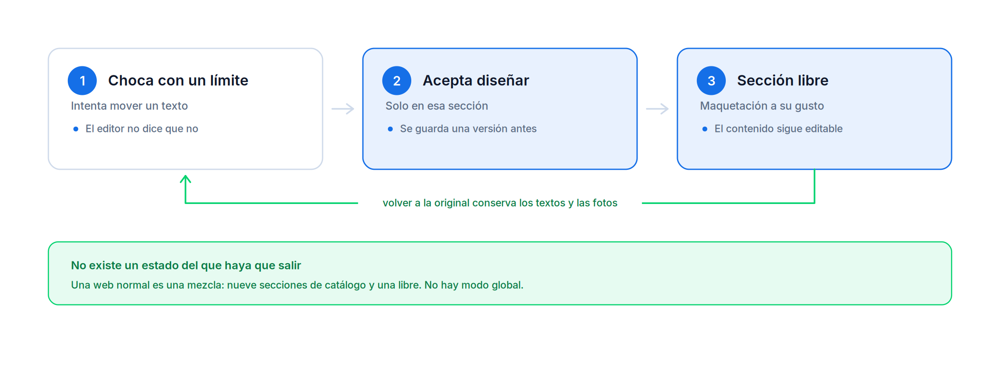 1 Choca con un límite
Intenta mover un texto
El editor no dice que no
2 Acepta diseñar
Solo en esa sección
Se guarda una versión antes
3 Sección libre
Maquetación a su gusto
El contenido sigue editable
volver a la original conserva los textos y las fotos
No existe un estado del que haya que salir
Una web normal es una mezcla: nueve secciones de catálogo y una libre. No hay modo global.